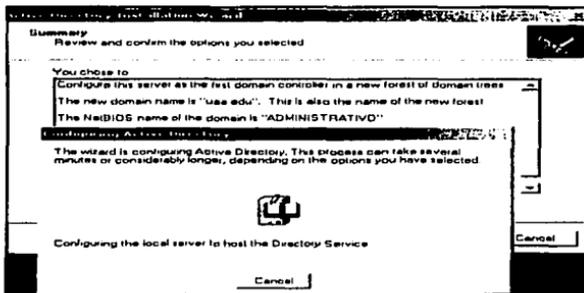 Active Directory Installation Wizard
Summary
Review and confirm the options you selected
You chose to
Configure this server as the first domain controller in a new forest of domain trees
The new domain name is "uaa edu". This is also the name of the new forest
The NetBIOS name of the domain is "ADMINISTRATIVO"
Configuring Active Directory
The wizard is configuring Active Directory, This process can take several
minutes or considerably longer, depending on the options you have selected.
Configuring the local server to host the Directory Service
Cancel
Cancel